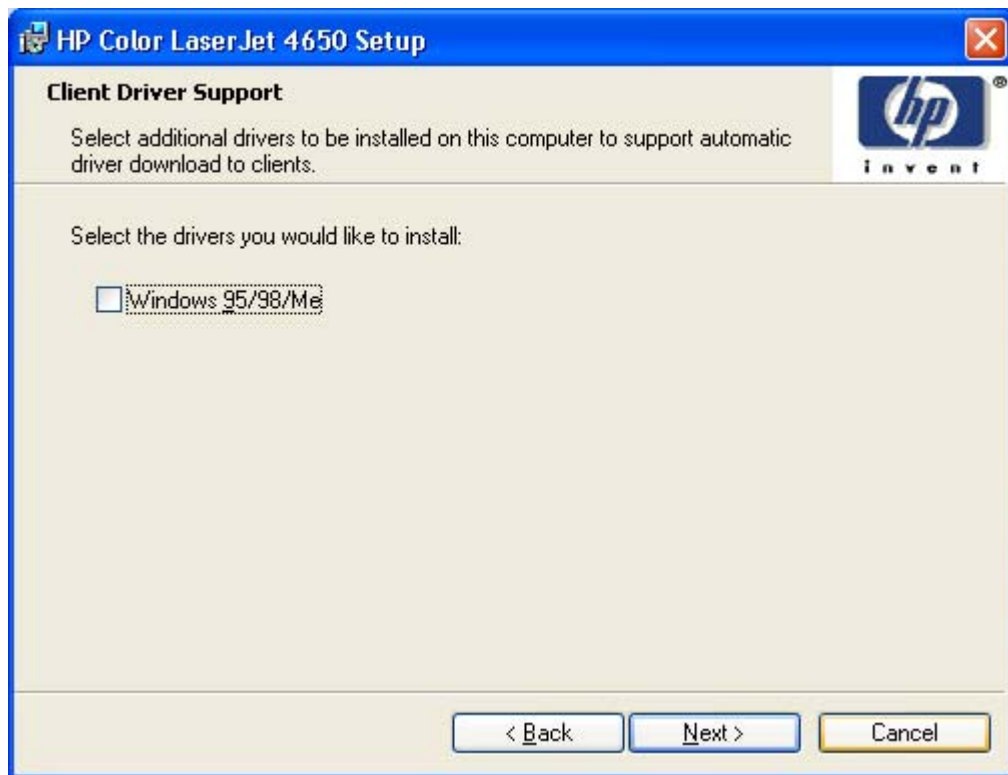 HP Color LaserJet 4650 Setup
Client Driver Support
Select additional drivers to be installed on this computer to support automatic
driver download to clients.
hp
®
invent
Select the drivers you would like to install:
Windows 95/98/Me
< Back
Next >
Cancel